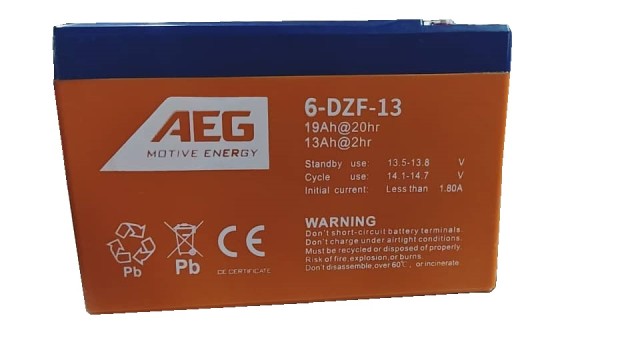 AEG
MOTIVE ENERGY
6-DZF-13
19Ah@20hr
13Ah@2hr
Standby use: 13.5-13.8 V
Cycle use: 14.1-14.7 V
Initial current: Less than 1.80A
WARNING
Don't short-circuit battery terminals.
Don't charge under airtight conditions.
Must be recycled or disposed of properly.
Risk of fire,explosion,or burns.
Don't disassemble,over 60℃, or incinerate.
Pb
Pb
CE
CE CERTIFICATE